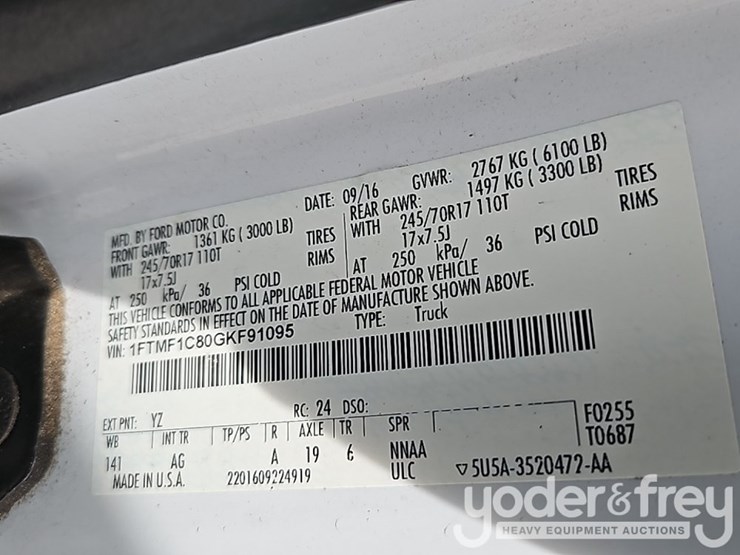 MFD. BY FORD MOTOR CO.
DATE: 09/16
GVWR: 2767 KG ( 6100 LB)
FRONT GAWR: 1361 KG ( 3000 LB)
REAR GAWR: 1497 KG ( 3300 LB)
WITH 245/70R17 110T TIRES
WITH 245/70R17 110T TIRES
17x7.5J RIMS
17x7.5J RIMS
AT 250 kPa/ 36 PSI COLD
AT 250 kPa/ 36 PSI COLD
THIS VEHICLE CONFORMS TO ALL APPLICABLE FEDERAL MOTOR VEHICLE
SAFETY STANDARDS IN EFFECT ON THE DATE OF MANUFACTURE SHOWN ABOVE.
VIN: 1FTMF1C80GKF91095
TYPE: Truck
EXT PNT: YZ RC: 24 DSO:
WB INT TR TP/PS R AXLE TR SPR
141 AG A 19 6 NNAA
ULC
F0255
T0687
MADE IN U.S.A. 2201609224919
▽5U5A-3520472-AA
yoder&frey
HEAVY EQUIPMENT AUCTIONS